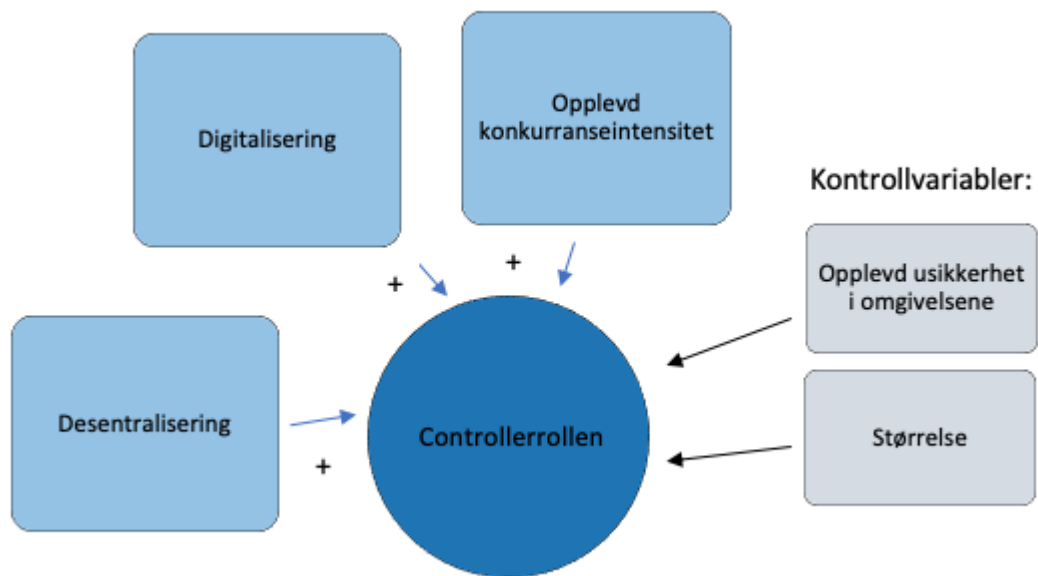 Digitalisering
Opplevd
konkurranseintensitet
Kontrollvariabler:
Opplevd usikkerhet
i omgivelsene
+
+
Desentralisering
+
Controllerrollen
Størrelse